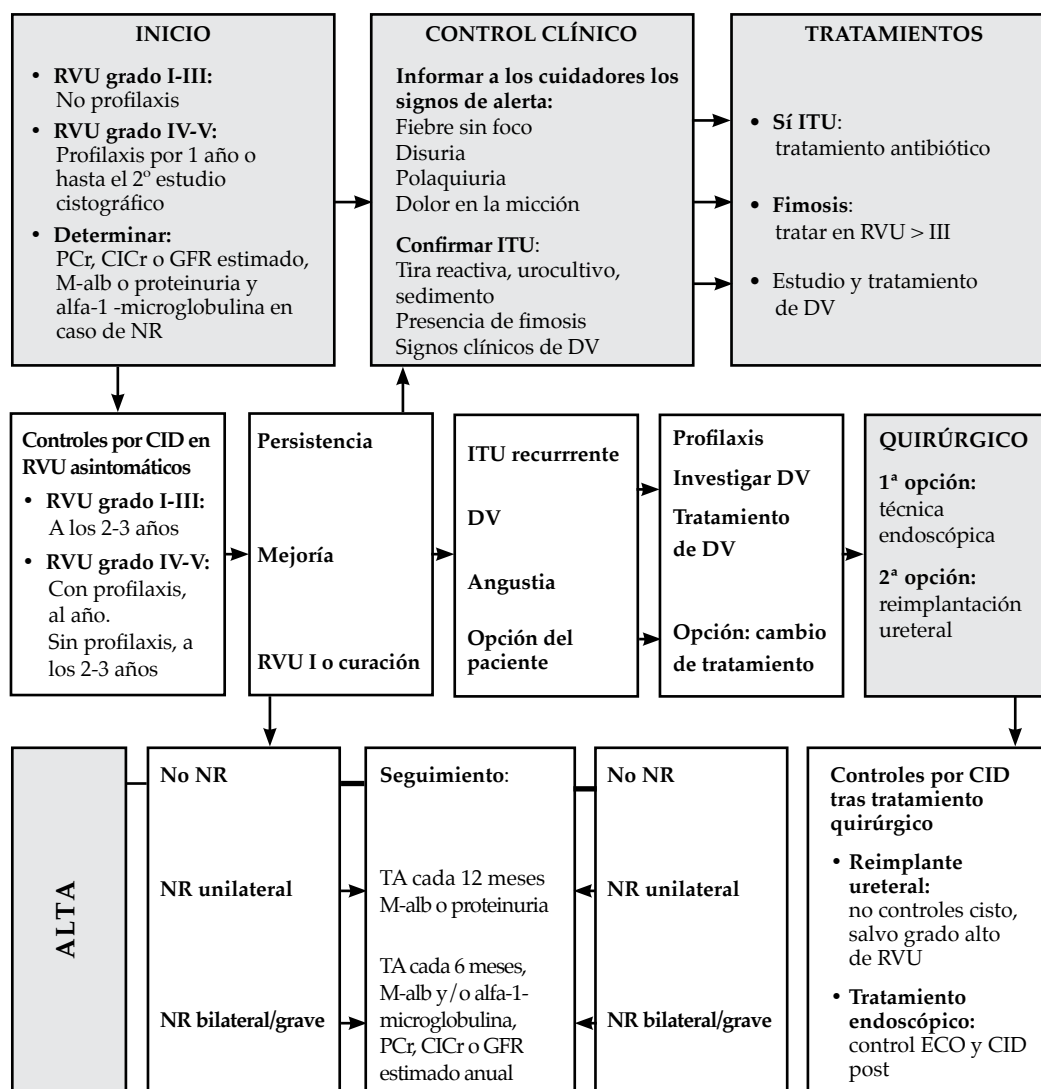 INICIO
• RVU grado I-III:
No profilaxis
• RVU grado IV-V:
Profilaxis por 1 año o
hasta el 2º estudio
cistográfico
• Determinar:
PCr, CICr o GFR estimado,
M-alb o proteinuria y
alfa-1 -microglobulina en
caso de NR
CONTROL CLÍNICO
Informar a los cuidadores los
signos de alerta:
Fiebre sin foco
Disuria
Polaquiuria
Dolor en la micción
Confirmar ITU:
Tira reactiva, urocultivo,
sedimento
Presencia de fimosis
Signos clínicos de DV
TRATAMIENTOS
• Sí ITU:
tratamiento antibiótico
• Fimosis:
tratar en RVU > III
• Estudio y tratamiento
de DV
Controles por CID en
RVU asintomáticos
• RVU grado I-III:
A los 2-3 años
• RVU grado IV-V:
Con profilaxis,
al año.
Sin profilaxis, a
los 2-3 años
Persistencia
Mejoría
RVU I o curación
ITU recurrrente
DV
Angustia
Opción del
paciente
Profilaxis
Investigar DV
Tratamiento
de DV
Opción: cambio
de tratamiento
QUIRÚRGICO
1ª opción:
técnica
endoscópica
2ª opción:
reimplantación
ureteral
ALTA
No NR
NR unilateral
NR bilateral/grave
Seguimiento:
TA cada 12 meses
M-alb o proteinuria
TA cada 6 meses,
M-alb y/o alfa-1-
microglobulina,
PCr, CICr o GFR
estimado anual
No NR
NR unilateral
NR bilateral/grave
Controles por CID
tras tratamiento
quirúrgico
• Reimplante
ureteral:
no controles cisto,
salvo grado alto
de RVU
• Tratamiento
endoscópico:
control ECO y CID
post